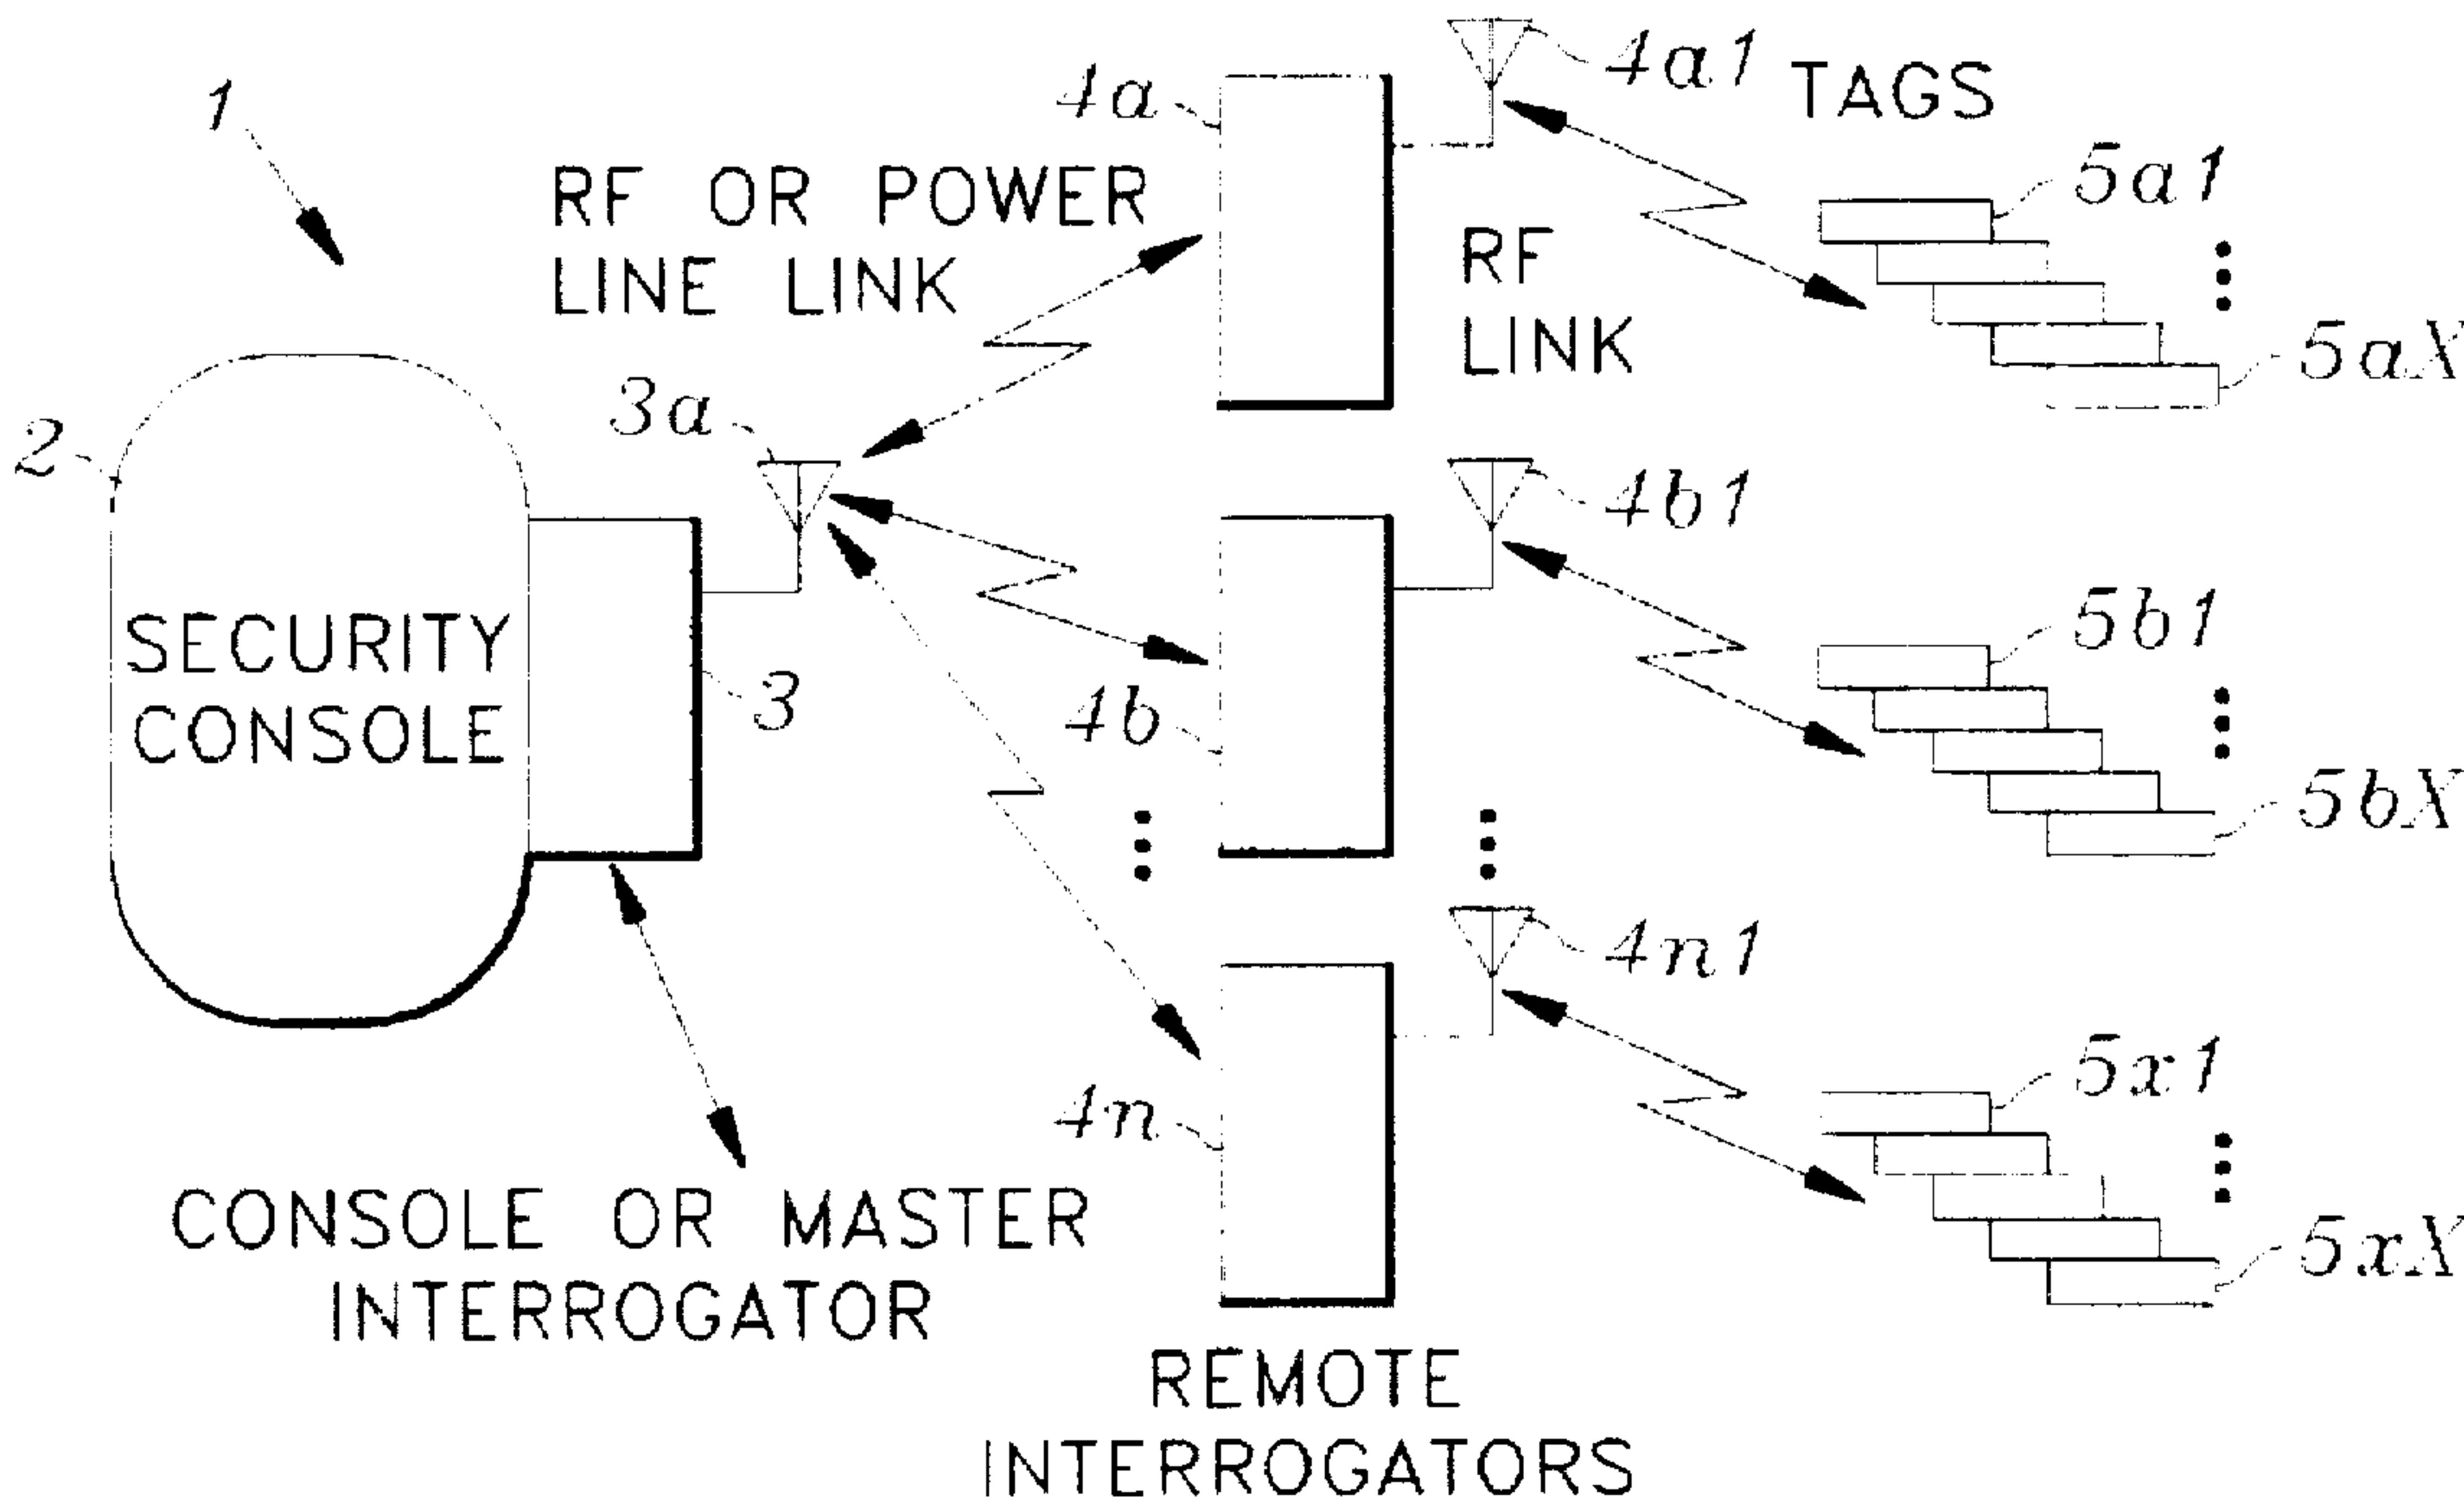 1
2
SECURITY
CONSOLE
3
3a
RF OR POWER
LINE LINK
CONSOLE OR MASTER
INTERROGATOR
4a
4a1
4b
4b1
4n
4n1
REMOTE
INTERROGATORS
RF
LINK
TAGS
5a1
5aX
5b1
5bX
5x1
5xX